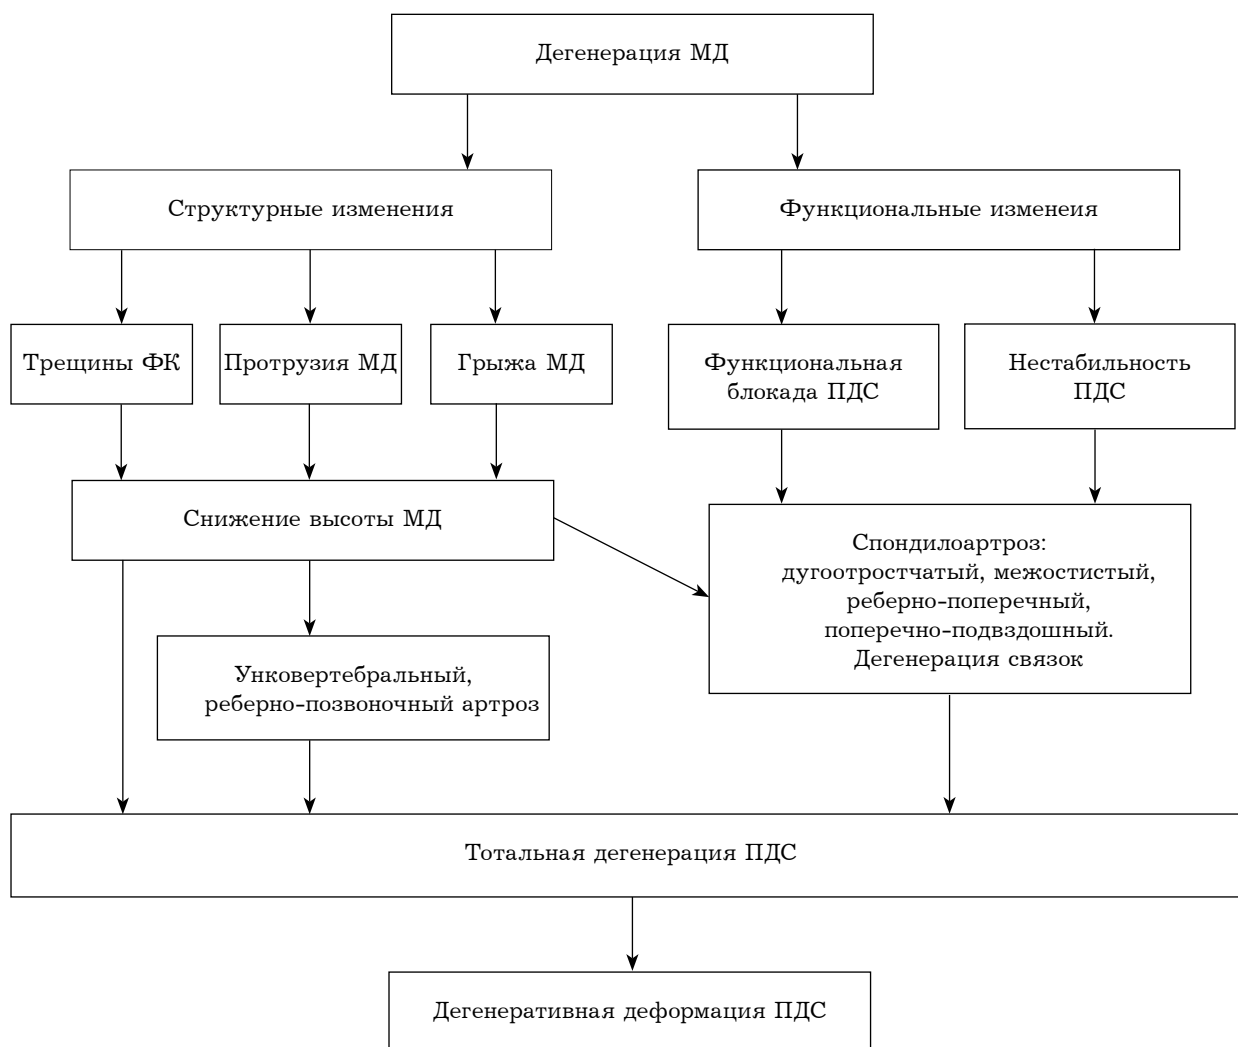 Дегенерация МД
Структурные изменения
Функциональные изменеия
Трещины ФК
Протрузия МД
Грыжа МД
Функциональная
блокада ПДС
Нестабильность
ПДС
Снижение высоты МД
Спондилоартроз:
дугоотростчатый, межостистый,
реберно-поперечный,
поперечно-подвздошный.
Дегенерация связок
Унковертебральный,
реберно-позвоночный артроз
Тотальная дегенерация ПДС
Дегенеративная деформация ПДС